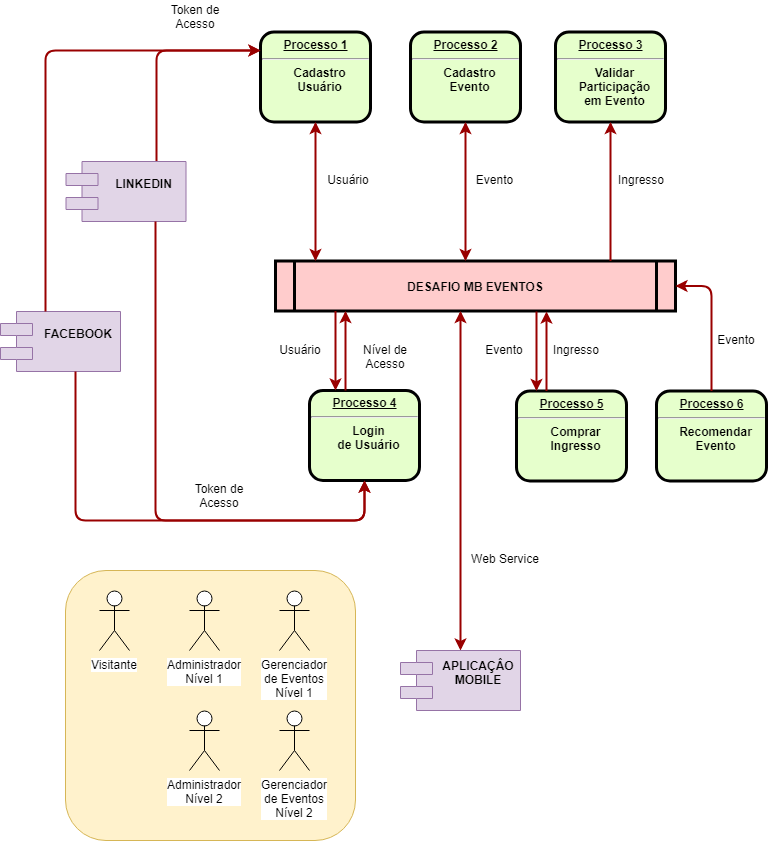 Token de
Acesso
Processo 1
Cadastro
Usuário
Processo 2
Cadastro
Evento
Processo 3
Validar
Participação
em Evento
LINKEDIN
Usuário
Evento
Ingresso
DESAFIO MB EVENTOS
FACEBOOK
Usuário
Nível de
Acesso
Evento
Ingresso
Evento
Processo 4
Login
de Usuário
Processo 5
Comprar
Ingresso
Processo 6
Recomendar
Evento
Token de
Acesso
Web Service
Visitante
Administrador
Nível 1
Gerenciador
de Eventos
Nível 1
APLICAÇÂO
MOBILE
Administrador
Nível 2
Gerenciador
de Eventos
Nível 2